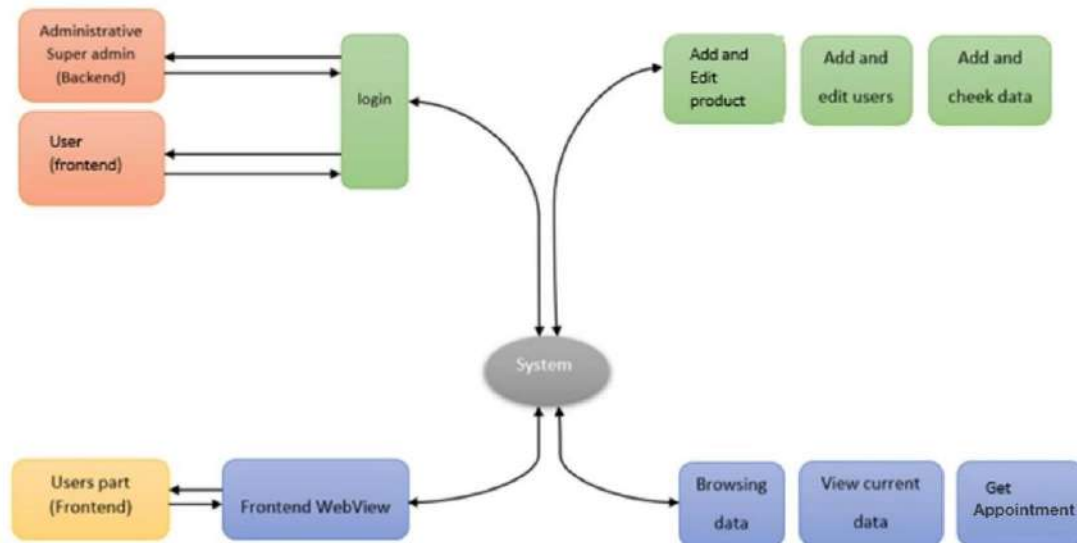 Administrative
Super admin
(Backend)
User
(frontend)
login
Add and
Edit
product
Add and
edit users
Add and
cheek data
System
Users part
(Frontend)
Frontend WebView
Browsing
data
View current
data
Get
Appointment